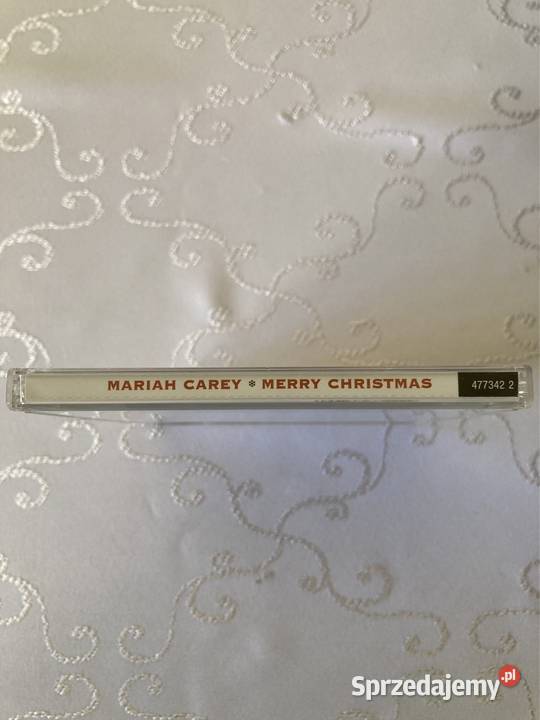 MARIAH CAREY ❄ MERRY CHRISTMAS 477342 2
Sprzedajemy.pl